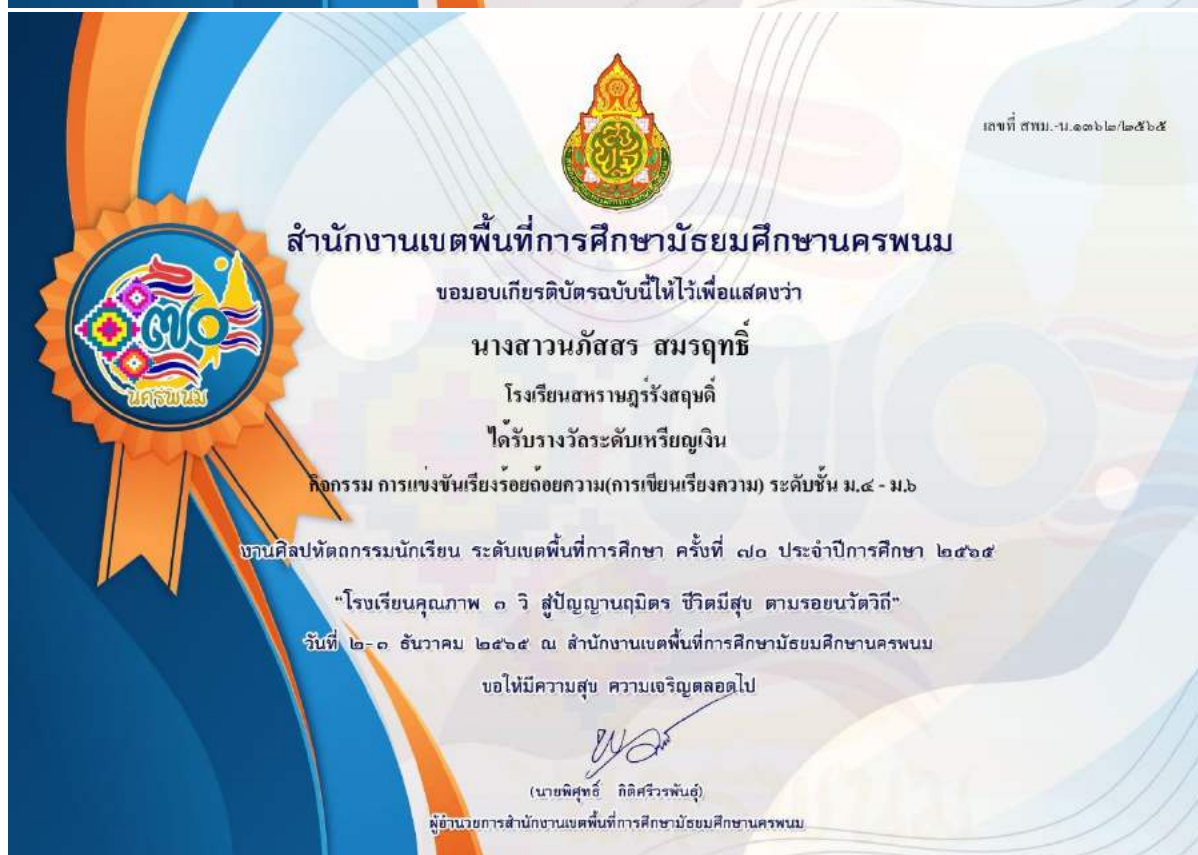 เลขที่ สพม.-น.๑๓๖๒/๒๕๖๕
สำนักงานเขตพื้นที่การศึกษามัธยมศึกษานครพนม
ขอมอบเกียรติบัตรฉบับนี้ให้ไว้เพื่อแสดงว่า
นางสาวนภัสสร สมรฤทธิ์
โรงเรียนสหราษฎร์รังสฤษดิ์
ได้รับรางวัลระดับเหรียญเงิน
กิจกรรม การแข่งขันเรียงร้อยถ้อยความ(การเขียนเรียงความ) ระดับชั้น ม.๔ - ม.๖
๗๐
นครพนม
งานศิลปหัตถกรรมนักเรียน ระดับเขตพื้นที่การศึกษา ครั้งที่ ๗๐ ประจำปีการศึกษา ๒๕๖๕
“โรงเรียนคุณภาพ ๓ วิ สู่ปัญญานฤมิตร ชีวิตมีสุข ตามรอยนวัตวิถี”
วันที่ ๒-๓ ธันวาคม ๒๕๖๕ ณ สำนักงานเขตพื้นที่การศึกษามัธยมศึกษานครพนม
ขอให้มีความสุข ความเจริญตลอดไป
(นายพิศุทธิ์ กิติศรีวรพันธุ์)
ผู้อำนวยการสำนักงานเขตพื้นที่การศึกษามัธยมศึกษานครพนม